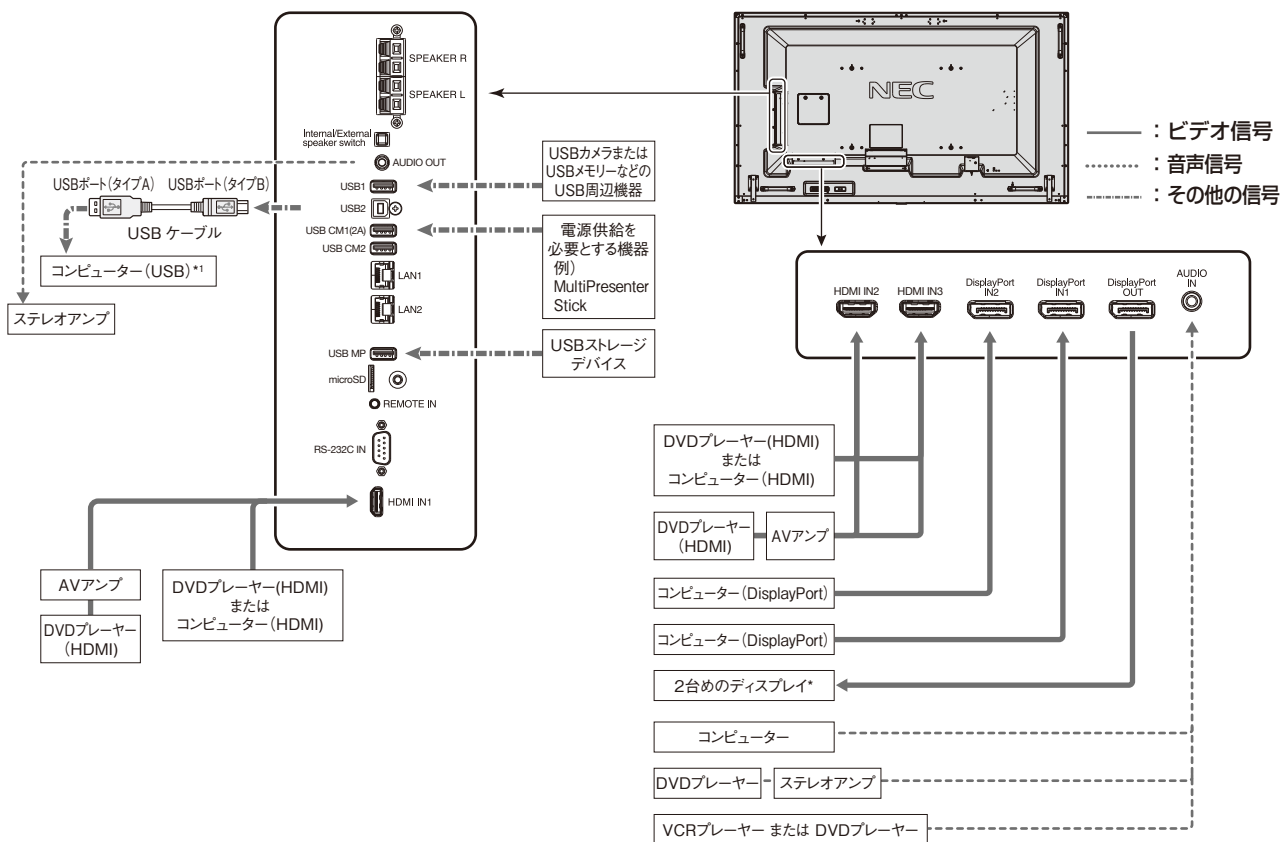 SPEAKER R
SPEAKER L
Internal/External
speaker switch
AUDIO OUT
USB1
USB2
USB CM1(2A)
USB CM2
LAN1
LAN2
USB MP
microSD
REMOTE IN
RS-232C IN
HDMI IN1
USBポート(タイプA)
USBポート(タイプB)
USB ケーブル
コンピューター(USB)*1
ステレオアンプ
USBカメラまたは
USBメモリーなどの
USB周辺機器
電源供給を
必要とする機器
例)
MultiPresenter
Stick
USBストレージ
デバイス
AVアンプ
DVDプレーヤー
(HDMI)
DVDプレーヤー(HDMI)
または
コンピューター(HDMI)
NEC
:ビデオ信号
:音声信号
:その他の信号
HDMI IN2
HDMI IN3
DisplayPort
IN2
DisplayPort
IN1
DisplayPort
OUT
AUDIO
IN
DVDプレーヤー(HDMI)
または
コンピューター(HDMI)
DVDプレーヤー
(HDMI)
AVアンプ
コンピューター(DisplayPort)
コンピューター(DisplayPort)
2台めのディスプレイ*
コンピューター
DVDプレーヤー
ステレオアンプ
VCRプレーヤー または DVDプレーヤー